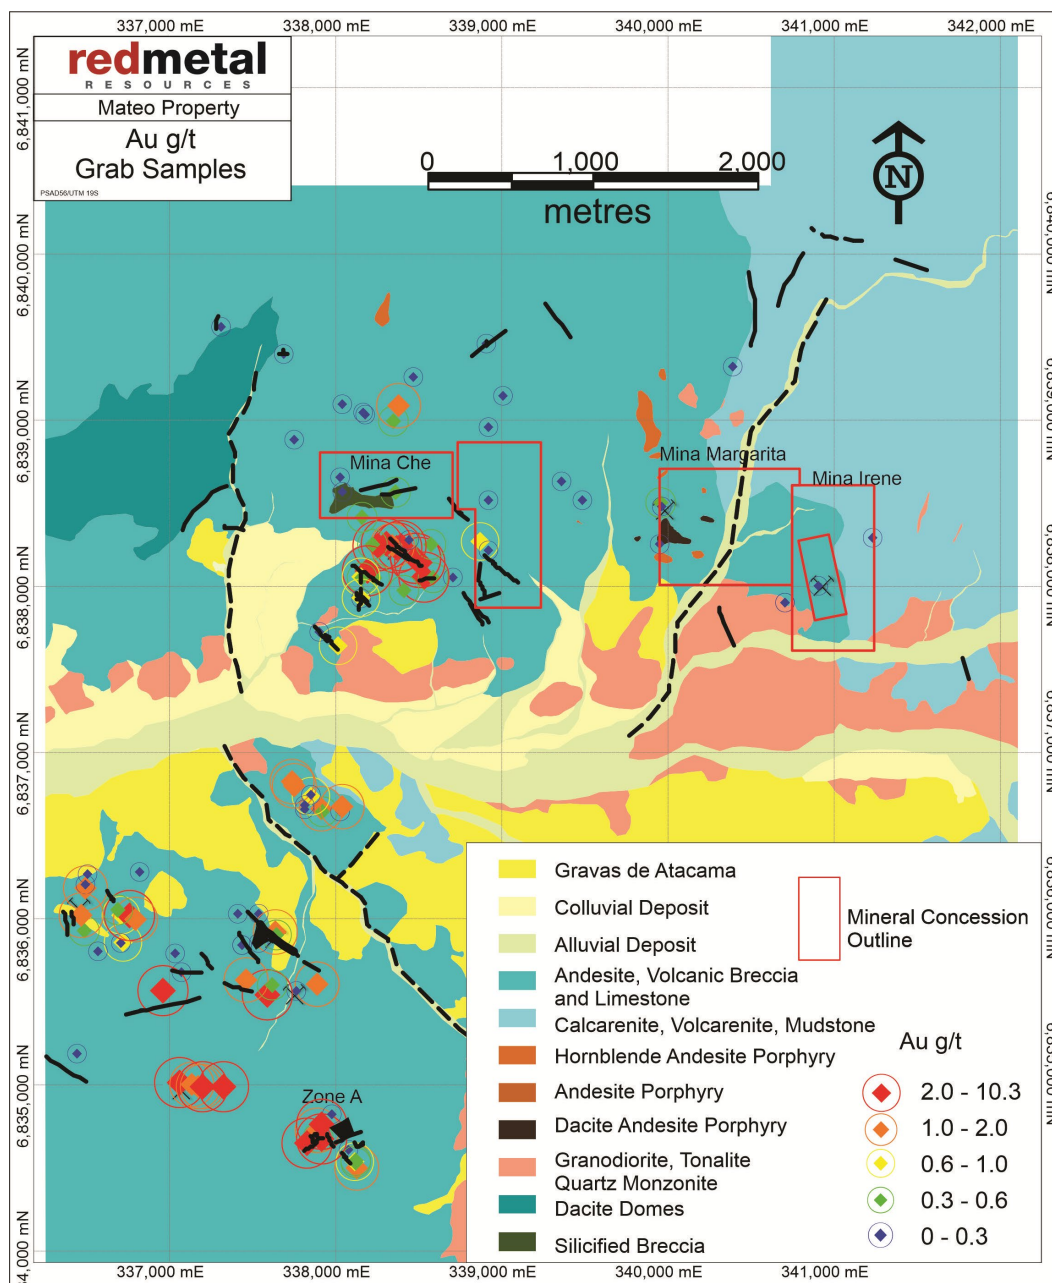 337,000 mE
338,000 mE
339,000 mE
340,000 mE
341,000 mE
342,000 mE
redmetal
RESOURCES
Mateo Property
Au g/t
Grab Samples
PSAD56/UTM 19S
0
1,000
2,000
metres
N
6,841,000 mN
6,840,000 mN
6,839,000 mN
6,838,000 mN
6,837,000 mN
6,836,000 mN
6,835,000 mN
Mina Che
Mina Margarita
Mina Irene
Zone A
Gravas de Atacama
Colluvial Deposit
Alluvial Deposit
Andesite, Volcanic Breccia
and Limestone
Calcarenite, Volcarenite, Mudstone
Hornblende Andesite Porphyry
Andesite Porphyry
Dacite Andesite Porphyry
Granodiorite, Tonalite
Quartz Monzonite
Dacite Domes
Silicified Breccia
Mineral Concession
Outline
Au g/t
2.0 - 10.3
1.0 - 2.0
0.6 - 1.0
0.3 - 0.6
0 - 0.3
337,000 mE
338,000 mE
339,000 mE
340,000 mE
341,000 mE